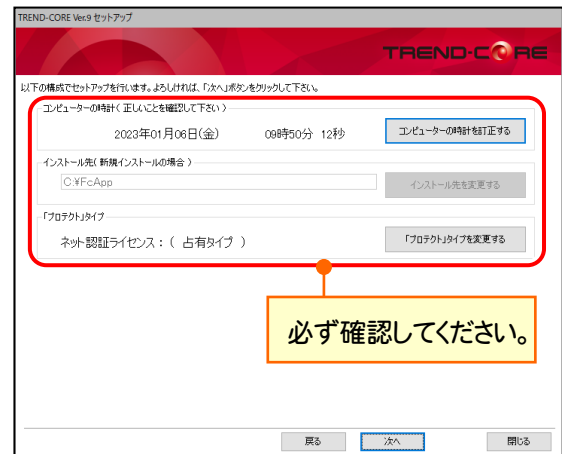 TREND-CORE Ver.9 セットアップ
TREND-CORE
以下の構成でセットアップを行います。よろしければ、「次へ」ボタンをクリックして下さい。
コンピューターの時計( 正しいことを確認して下さい )
2023年01月06日(金) 09時50分 12秒 コンピューターの時計を訂正する
インストール先( 新規インストールの場合 )
C:¥FcApp インストール先を変更する
「プロテクト」タイプ
ネット認証ライセンス：( 占有タイプ ) 「プロテクト」タイプを変更する
必ず確認してください。
戻る 次へ 閉じる